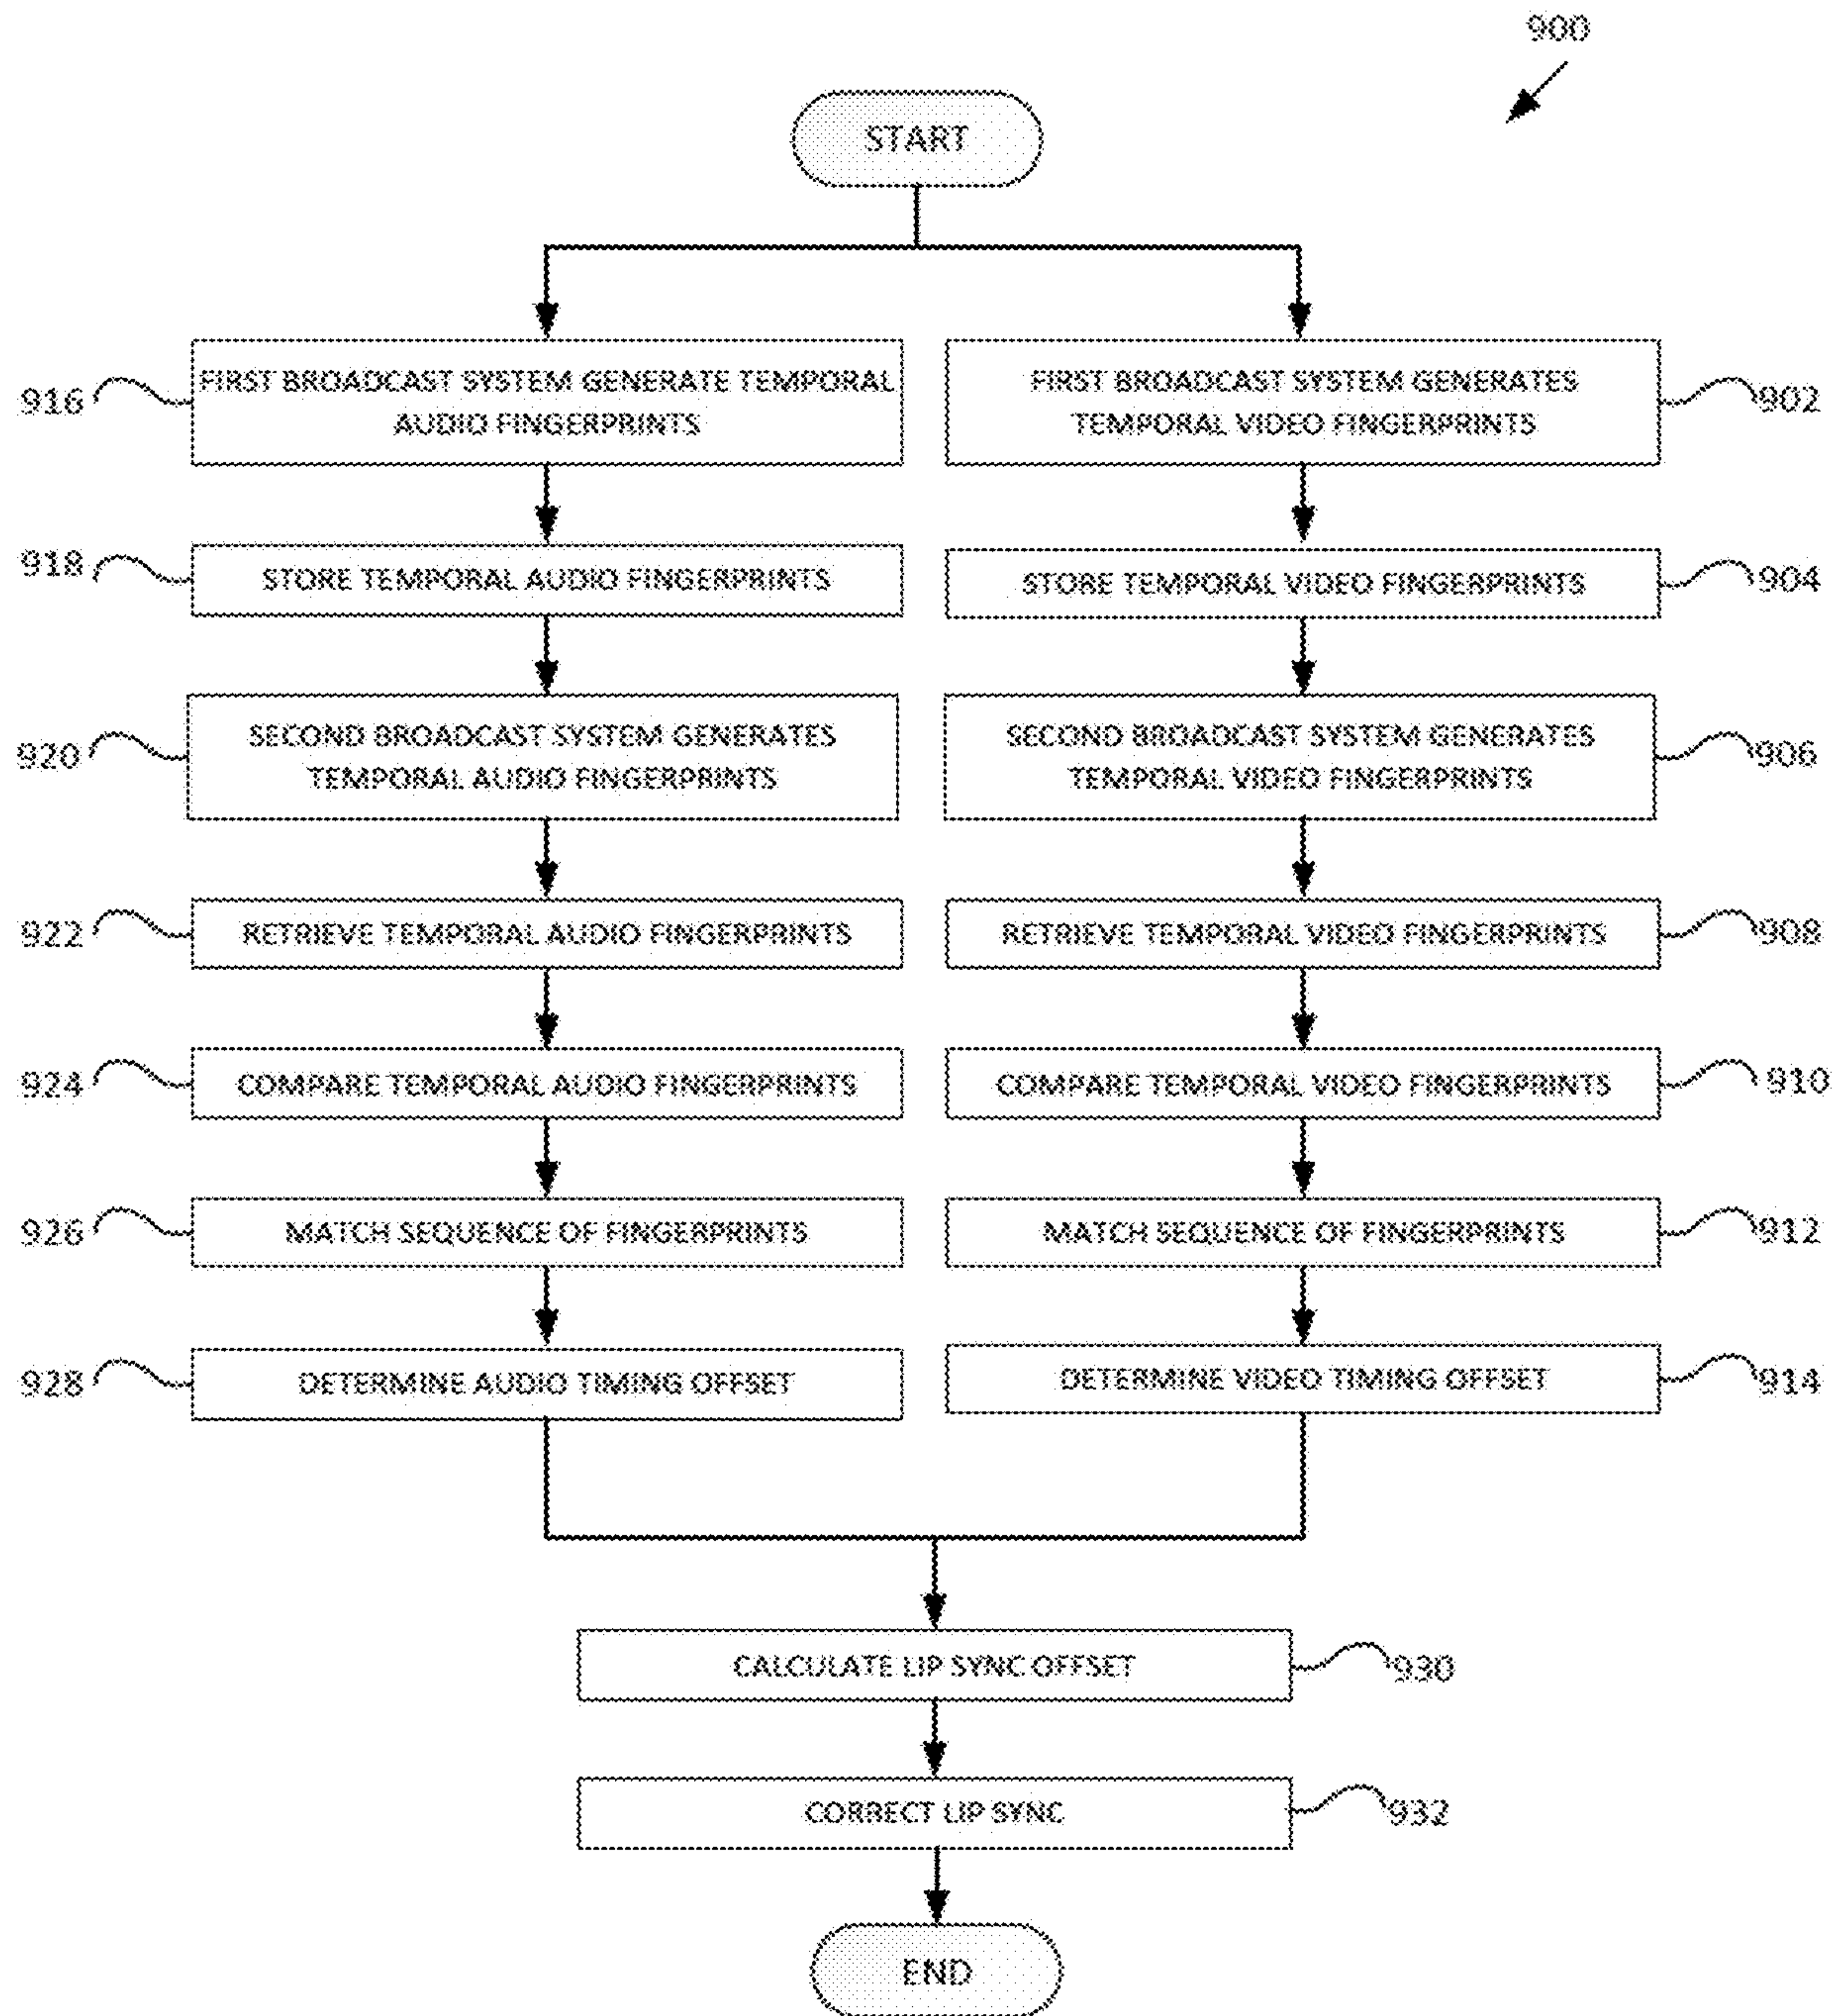 900
START
916
FIRST BROADCAST SYSTEM GENERATE TEMPORAL
AUDIO FINGERPRINTS
FIRST BROADCAST SYSTEM GENERATES
TEMPORAL VIDEO FINGERPRINTS
902
918
STORE TEMPORAL AUDIO FINGERPRINTS
STORE TEMPORAL VIDEO FINGERPRINTS
904
920
SECOND BROADCAST SYSTEM GENERATES
TEMPORAL AUDIO FINGERPRINTS
SECOND BROADCAST SYSTEM GENERATES
TEMPORAL VIDEO FINGERPRINTS
906
922
RETRIEVE TEMPORAL AUDIO FINGERPRINTS
RETRIEVE TEMPORAL VIDEO FINGERPRINTS
908
924
COMPARE TEMPORAL AUDIO FINGERPRINTS
COMPARE TEMPORAL VIDEO FINGERPRINTS
910
926
MATCH SEQUENCE OF FINGERPRINTS
MATCH SEQUENCE OF FINGERPRINTS
912
928
DETERMINE AUDIO TIMING OFFSET
DETERMINE VIDEO TIMING OFFSET
914
CALCULATE LIP SYNC OFFSET
930
CORRECT LIP SYNC
932
END